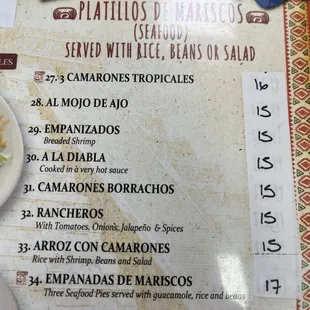 PLATILLOS DE MARISCOS
(SEAFOOD)
SERVED WITH RICE, BEANS OR SALAD
LES
27. 3 CAMARONES TROPICALES 16
28. AL MOJO DE AJO 15
29. EMPANIZADOS 15
Breaded Shrimp
30. A LA DIABLA 15
Cooked in a very hot sauce
31. CAMARONES BORRACHOS 15
32. RANCHEROS 15
With Tomatoes, Onions, Jalapeño & Spices
33. ARROZ CON CAMARONES 15
Rice with Shrimp, Beans and Salad
34. EMPANADAS DE MARISCOS 17
Three Seafood Pies served with guacamole, rice and beans